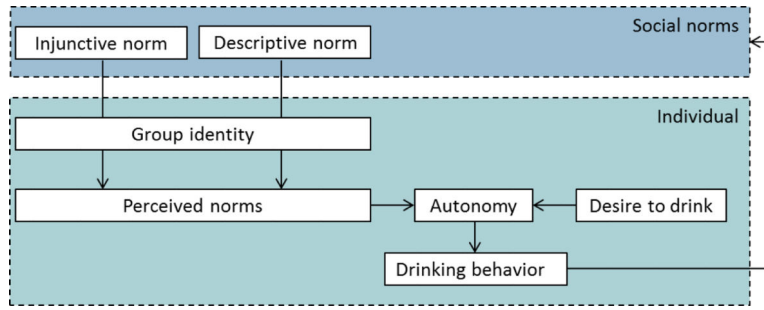 Social norms
Injunctive norm
Descriptive norm
Individual
Group identity
Perceived norms
Autonomy
Desire to drink
Drinking behavior